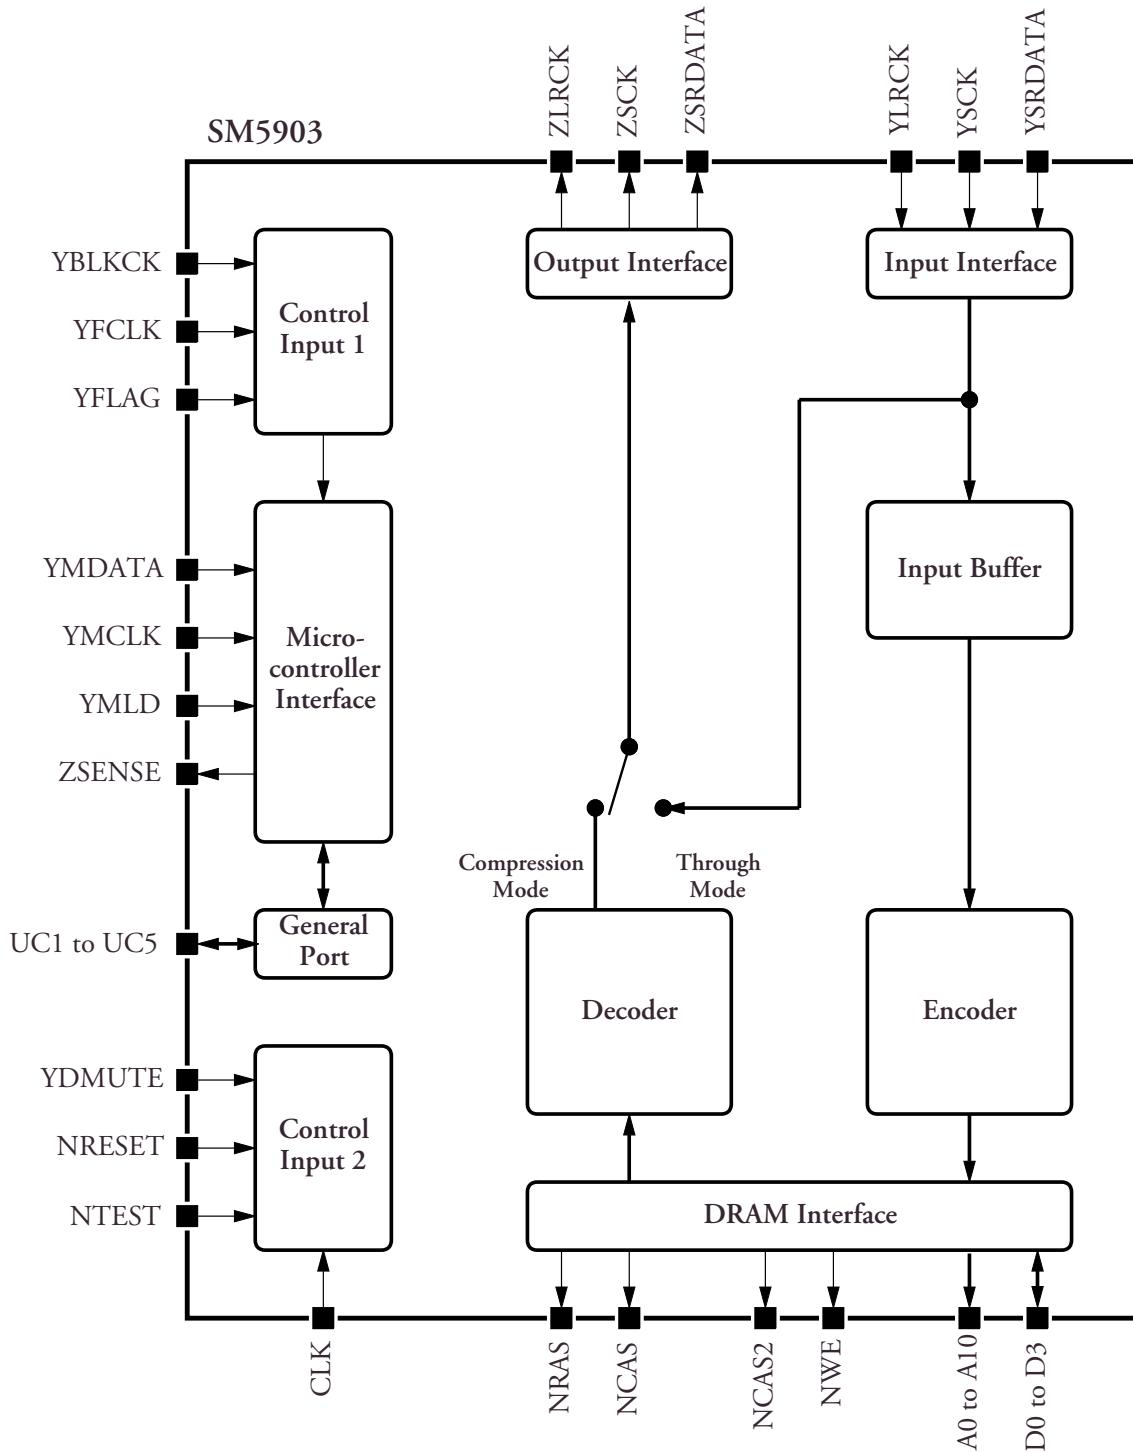 ZLRCK
ZSCK
ZSRDATA
YLRCK
YSCK
YSRDATA
SM5903
YBLKCK
YFCLK
YFLAG
Control
Input 1
Output Interface
Input Interface
YMDATA
YMCLK
YMLD
ZSENSE
Micro-
controller
Interface
Input Buffer
Compression
Mode
Through
Mode
UC1 to UC5
General
Port
Decoder
Encoder
YDMUTE
NRESET
NTEST
Control
Input 2
DRAM Interface
CLK
NRAS
NCAS
NCAS2
NWE
A0 to A10
D0 to D3